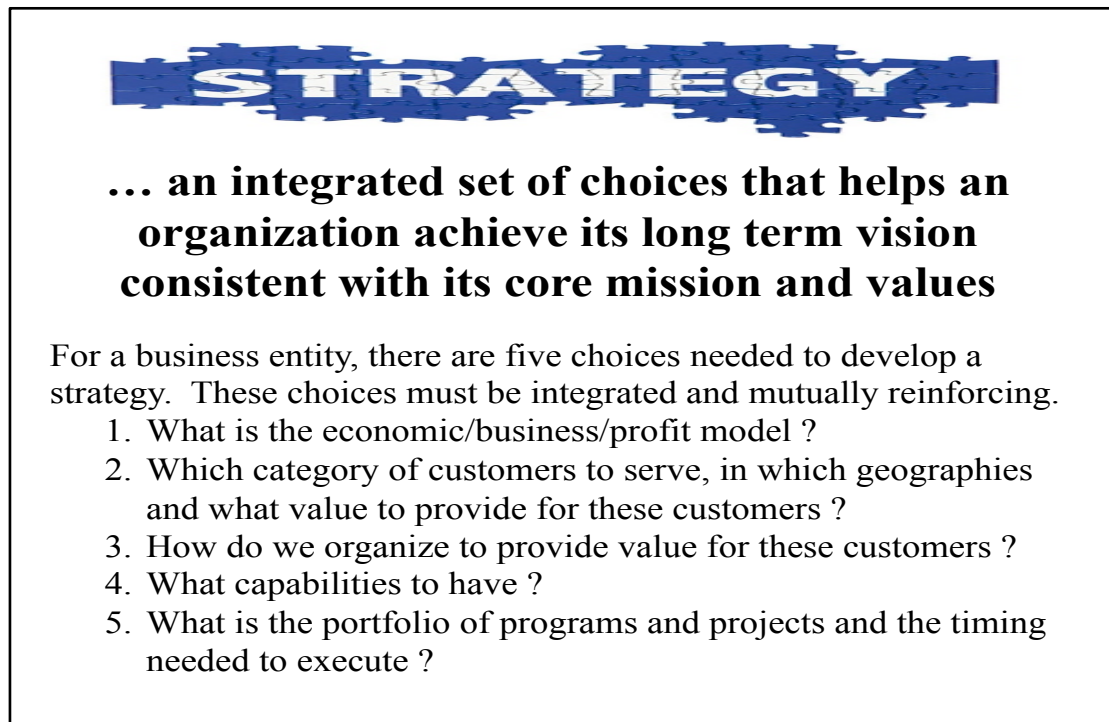 STRATEGY
… an integrated set of choices that helps an
organization achieve its long term vision
consistent with its core mission and values
For a business entity, there are five choices needed to develop a
strategy.  These choices must be integrated and mutually reinforcing.
1. What is the economic/business/profit model ?
2. Which category of customers to serve, in which geographies
and what value to provide for these customers ?
3. How do we organize to provide value for these customers ?
4. What capabilities to have ?
5. What is the portfolio of programs and projects and the timing
needed to execute ?